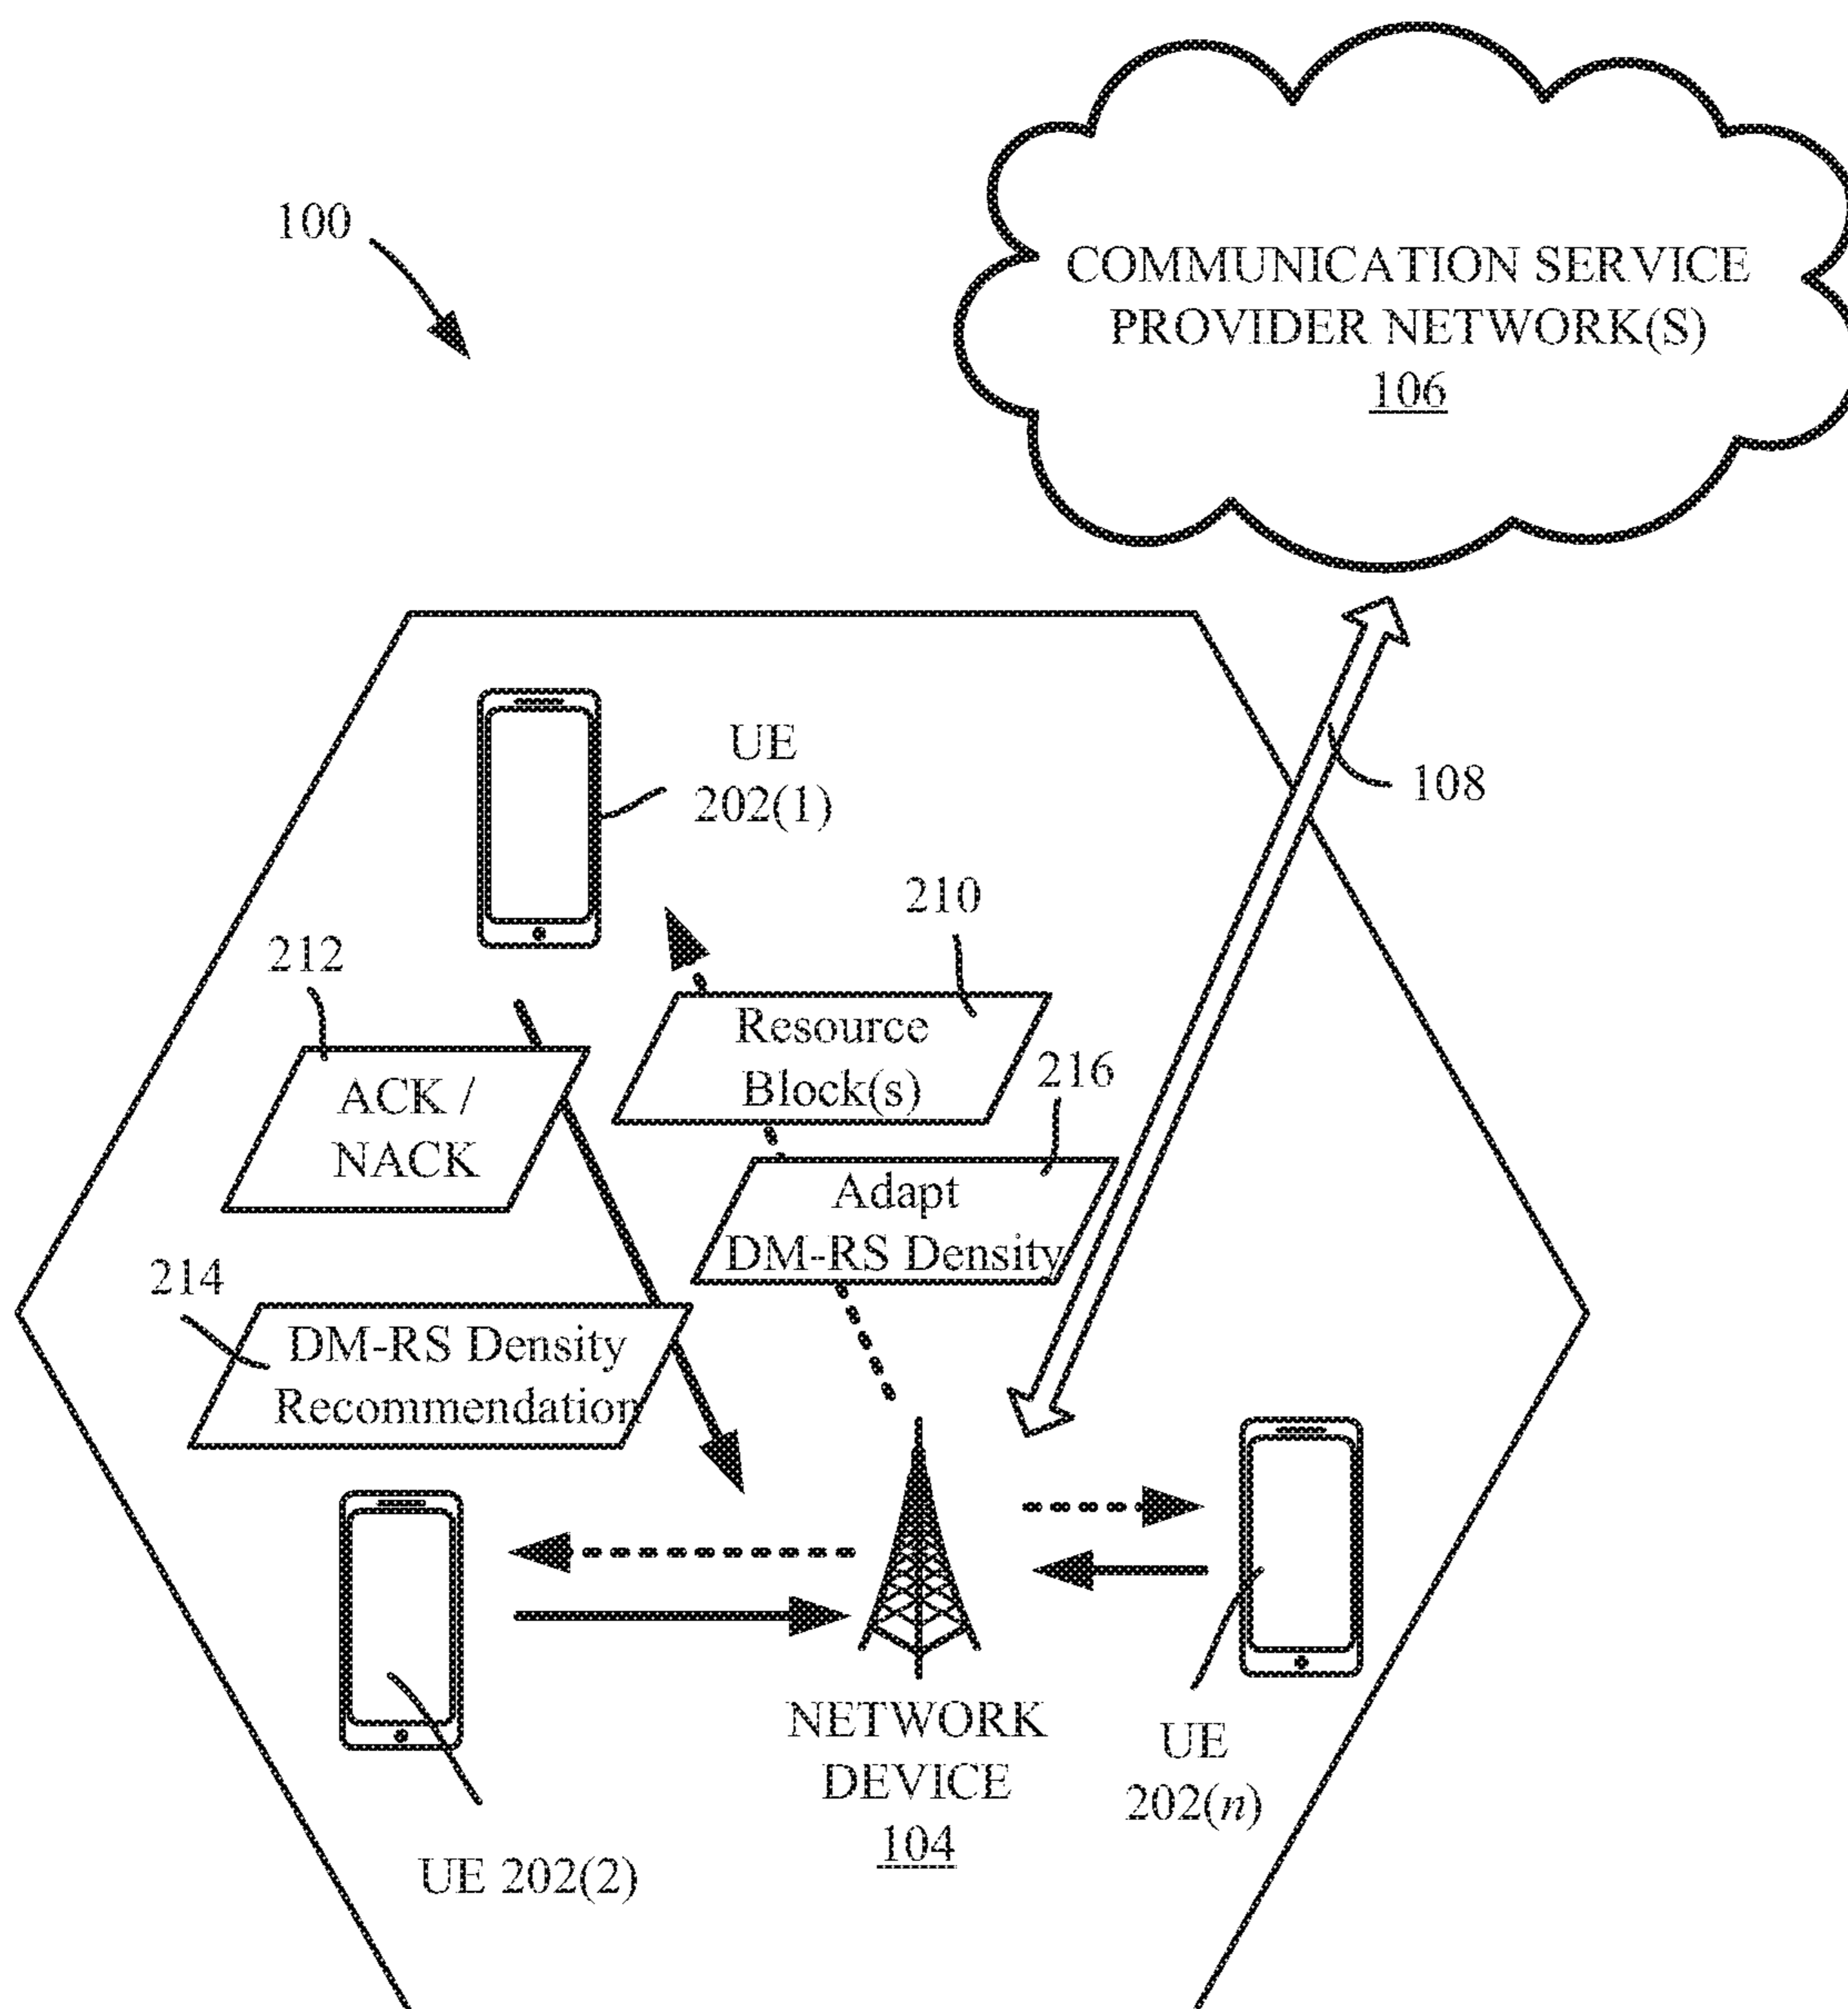 100
COMMUNICATION SERVICE
PROVIDER NETWORK(S)
106
UE
202(1)
108
210
212
Resource
Block(s)
216
ACK /
NACK
Adapt
DM-RS Density
214
DM-RS Density
Recommendation
NETWORK
DEVICE
104
UE
202(n)
UE 202(2)